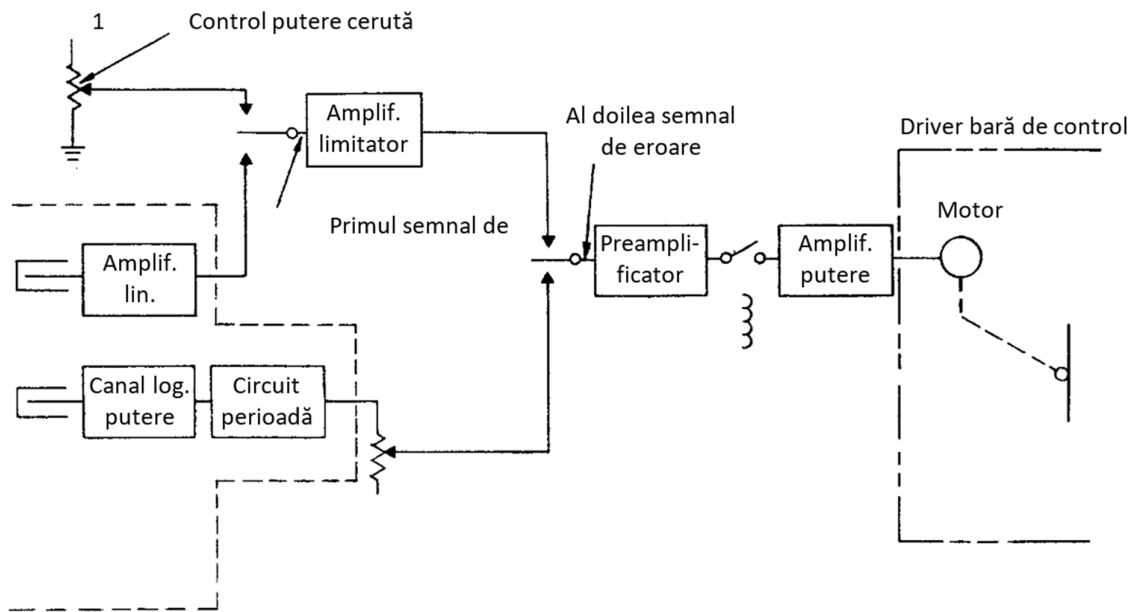 1
Control putere cerută
Amplif.
limitator
Al doilea semnal
de eroare
Driver bară de control
Primul semnal de
Motor
Preampli-
ficator
Amplif.
putere
Amplif.
lin.
Canal log.
putere
Circuit
perioadă